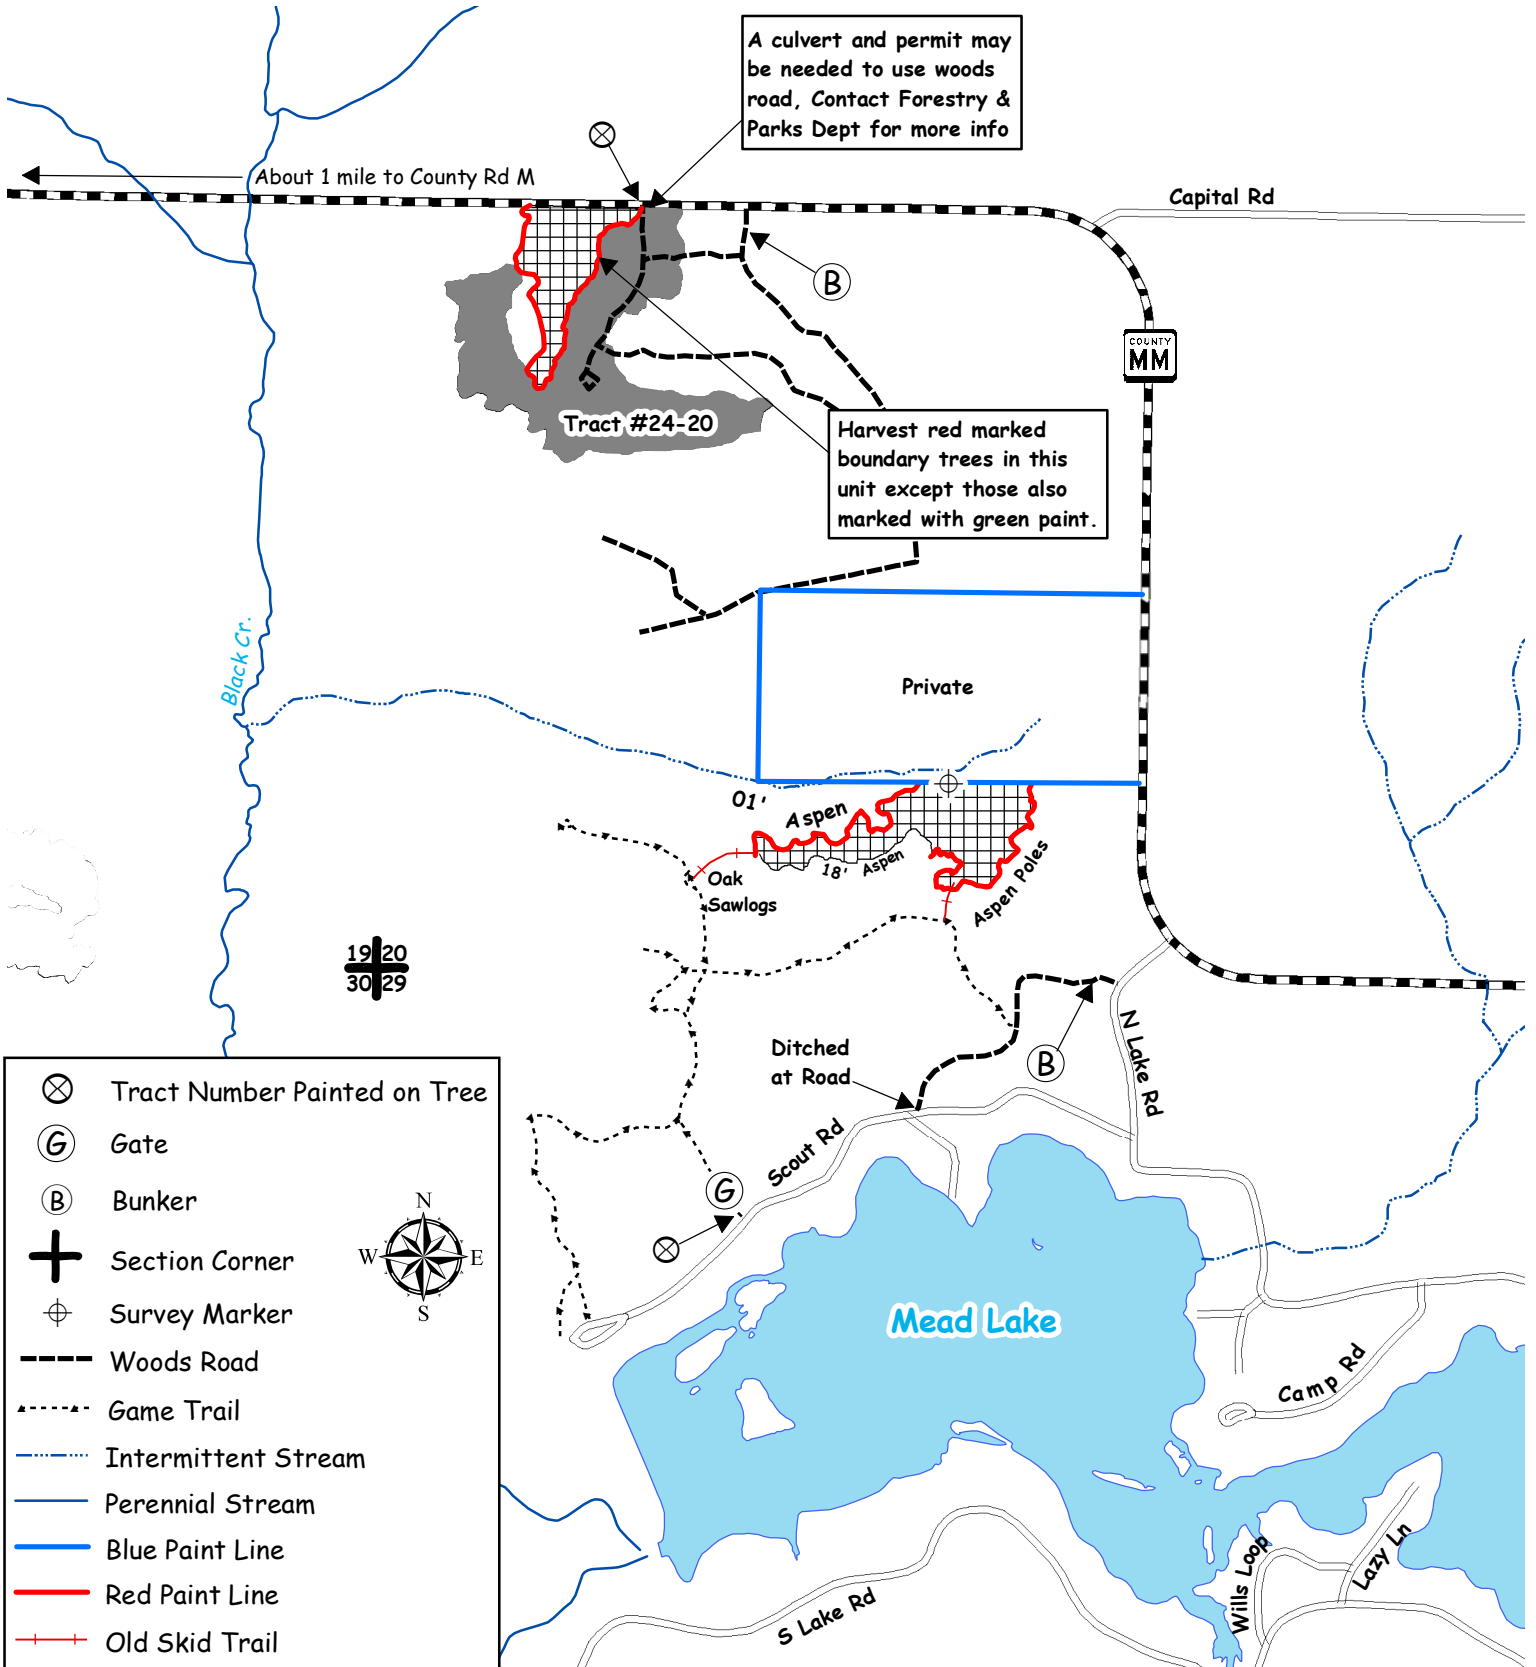 A culvert and permit may
be needed to use woods
road, Contact Forestry &
Parks Dept for more info
About 1 mile to County Rd M
Capital Rd
B
COUNTY
MM
Tract #24-20
Harvest red marked
boundary trees in this
unit except those also
marked with green paint.
Black Cr.
Private
01'
Aspen
18'
Aspen
Oak
Sawlogs
Aspen Poles
19 20
30 29
N Lake Rd
Ditched
at Road
B
Scout Rd
G
Mead Lake
Camp Rd
Wills Loop
Lazy Ln
S Lake Rd
Tract Number Painted on Tree
G Gate
B Bunker
Section Corner
Survey Marker
Woods Road
Game Trail
Intermittent Stream
Perennial Stream
Blue Paint Line
Red Paint Line
Old Skid Trail
N
W E
S